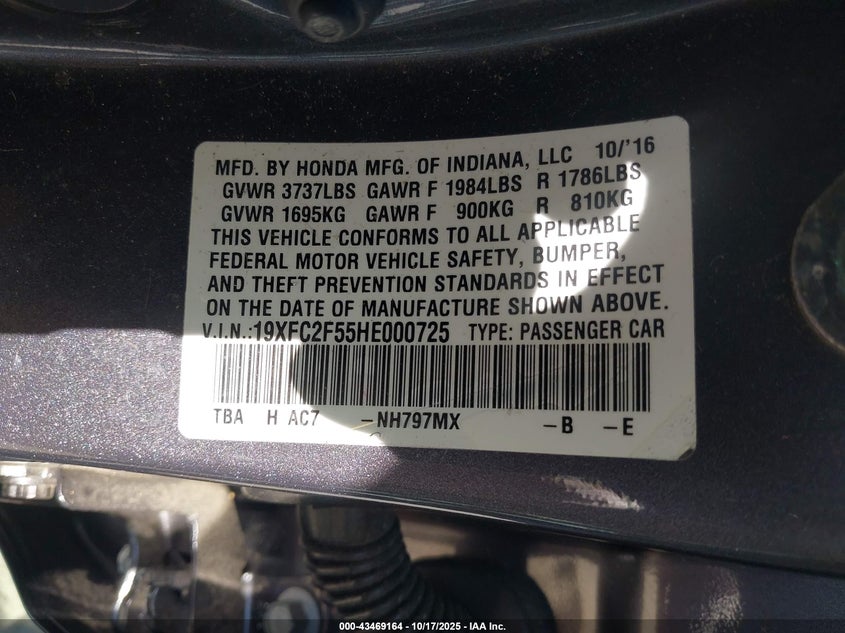 MFD. BY HONDA MFG. OF INDIANA, LLC 10/'16
GVWR 3737LBS GAWR F 1984LBS R 1786LBS
GVWR 1695KG GAWR F 900KG R 810KG
THIS VEHICLE CONFORMS TO ALL APPLICABLE
FEDERAL MOTOR VEHICLE SAFETY, BUMPER,
AND THEFT PREVENTION STANDARDS IN EFFECT
ON THE DATE OF MANUFACTURE SHOWN ABOVE.
V.I.N.:19XFC2F55HE000725 TYPE: PASSENGER CAR
TBA H AC7 -NH797MX -B -E
000-43469164 | 10/17/2025 - IAA Inc.